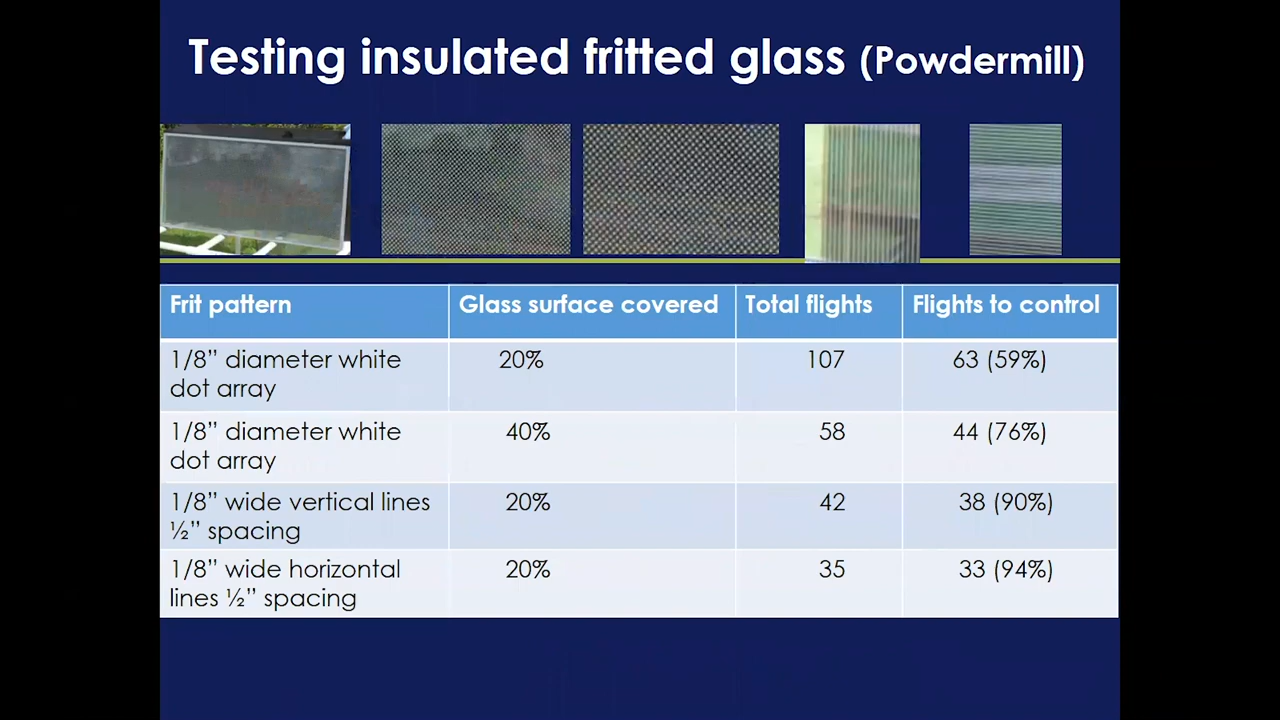 Testing insulated fritted glass (Powdermill)
Frit pattern Glass surface covered Total flights Flights to control
1/8” diameter white dot array 20% 107 63 (59%)
1/8” diameter white dot array 40% 58 44 (76%)
1/8” wide vertical lines ½” spacing 20% 42 38 (90%)
1/8” wide horizontal lines ½” spacing 20% 35 33 (94%)